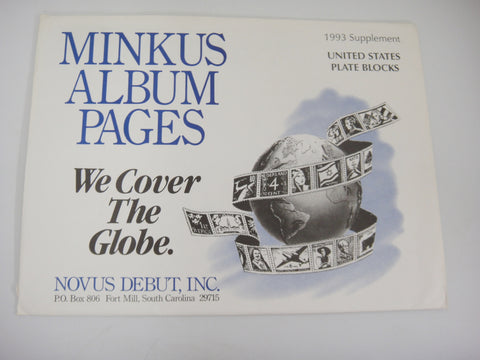 MINKUS
ALBUM
PAGES
We Cover
The
Globe.
NOVUS DEBUT, INC.
P.O. Box 806 Fort Mill, South Carolina 29715
1993 Supplement
UNITED STATES
PLATE BLOCKS
4